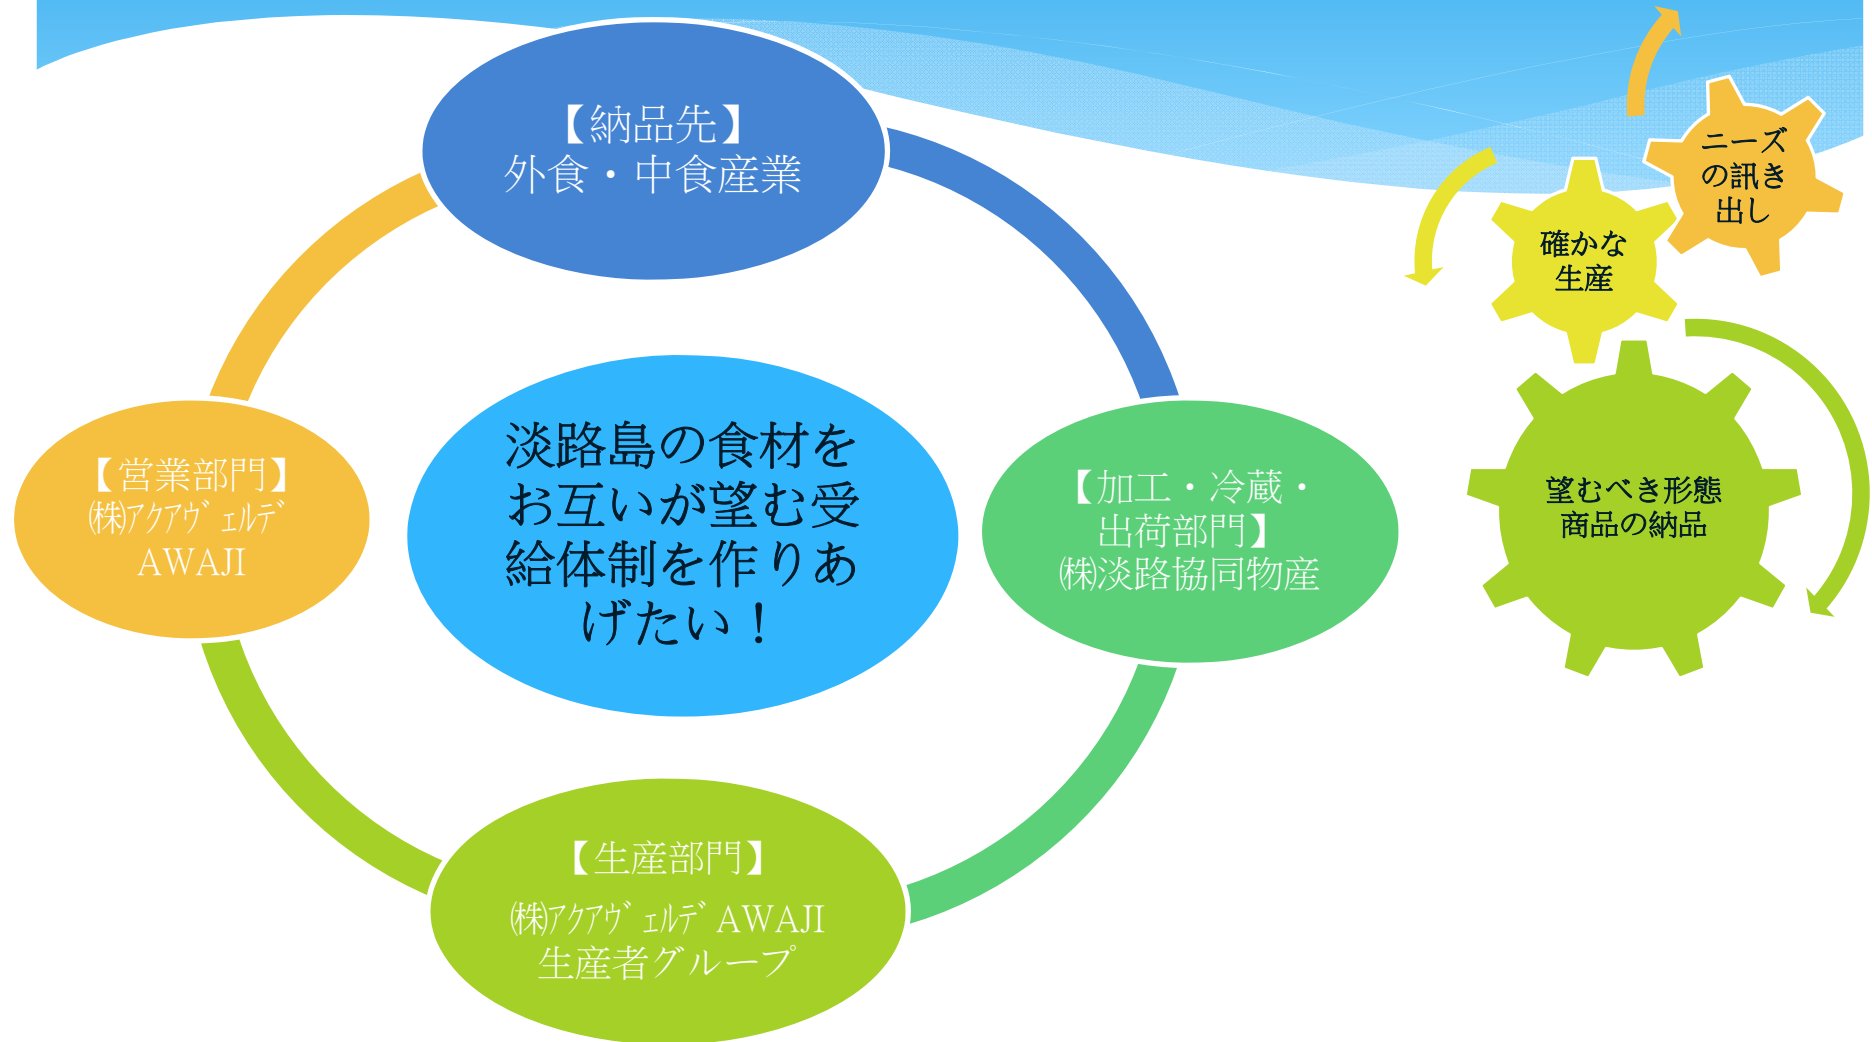 【納品先】
外食・中食産業
【営業部門】
㈱ｱｸｱｳﾞｪﾙﾃﾞ
AWAJI
淡路島の食材を
お互いが望む受
給体制を作りあ
げたい！
【加工・冷蔵・
出荷部門】
㈱淡路協同物産
【生産部門】
㈱ｱｸｱｳﾞｪﾙﾃﾞAWAJI
生産者グループ
ニーズ
の訊き
出し
確かな
生産
望むべき形態
商品の納品